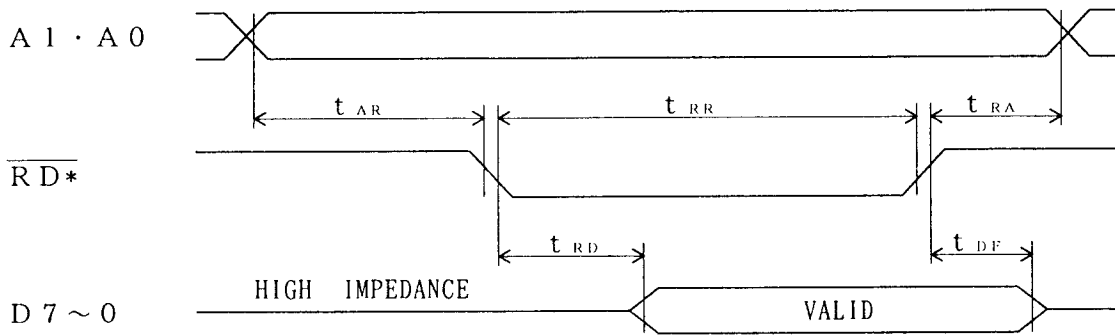 A1・A0
t AR
t RR
t RA
RD*
t RD
t DF
HIGH IMPEDANCE
VALID
D7～0